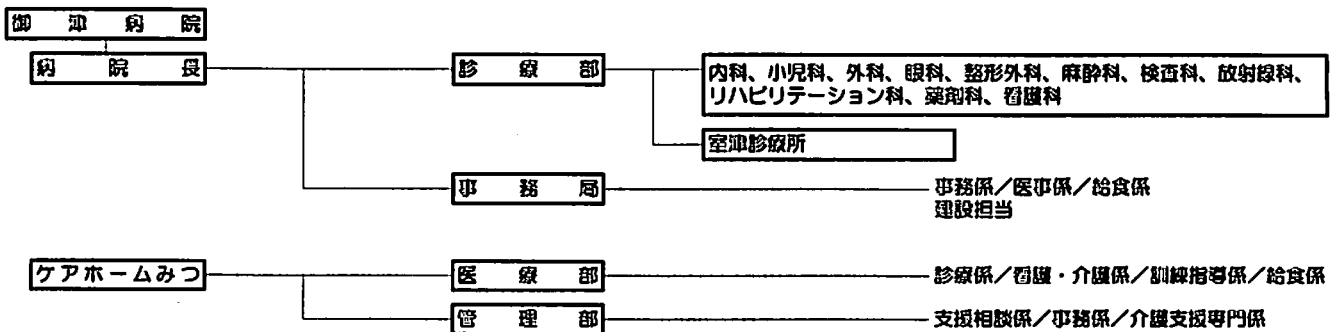 御津病院
病院長
診療部
内科、小児科、外科、眼科、整形外科、麻酔科、検査科、放射線科、
リハビリテーション科、薬剤科、看護科
室津診療所
事務局
事務係／医事係／給食係
建設担当
ケアホームみつ
医療部
診療係／看護・介護係／訓練指導係／給食係
管理部
支援相談係／事務係／介護支援専門係